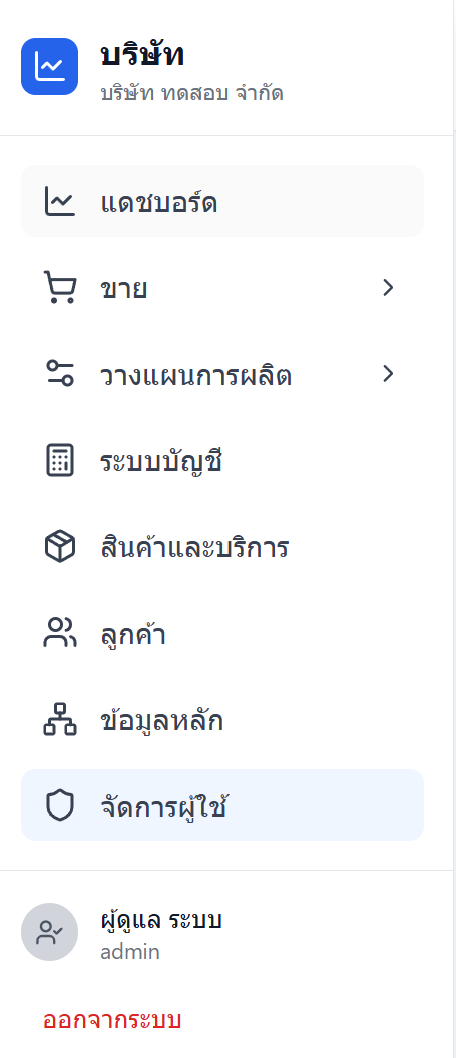 บริษัท
บริษัท ทดสอบ จำกัด
แดชบอร์ด
ขาย
วางแผนการผลิต
ระบบบัญชี
สินค้าและบริการ
ลูกค้า
ข้อมูลหลัก
จัดการผู้ใช้
ผู้ดูแล ระบบ
admin
ออกจากระบบ